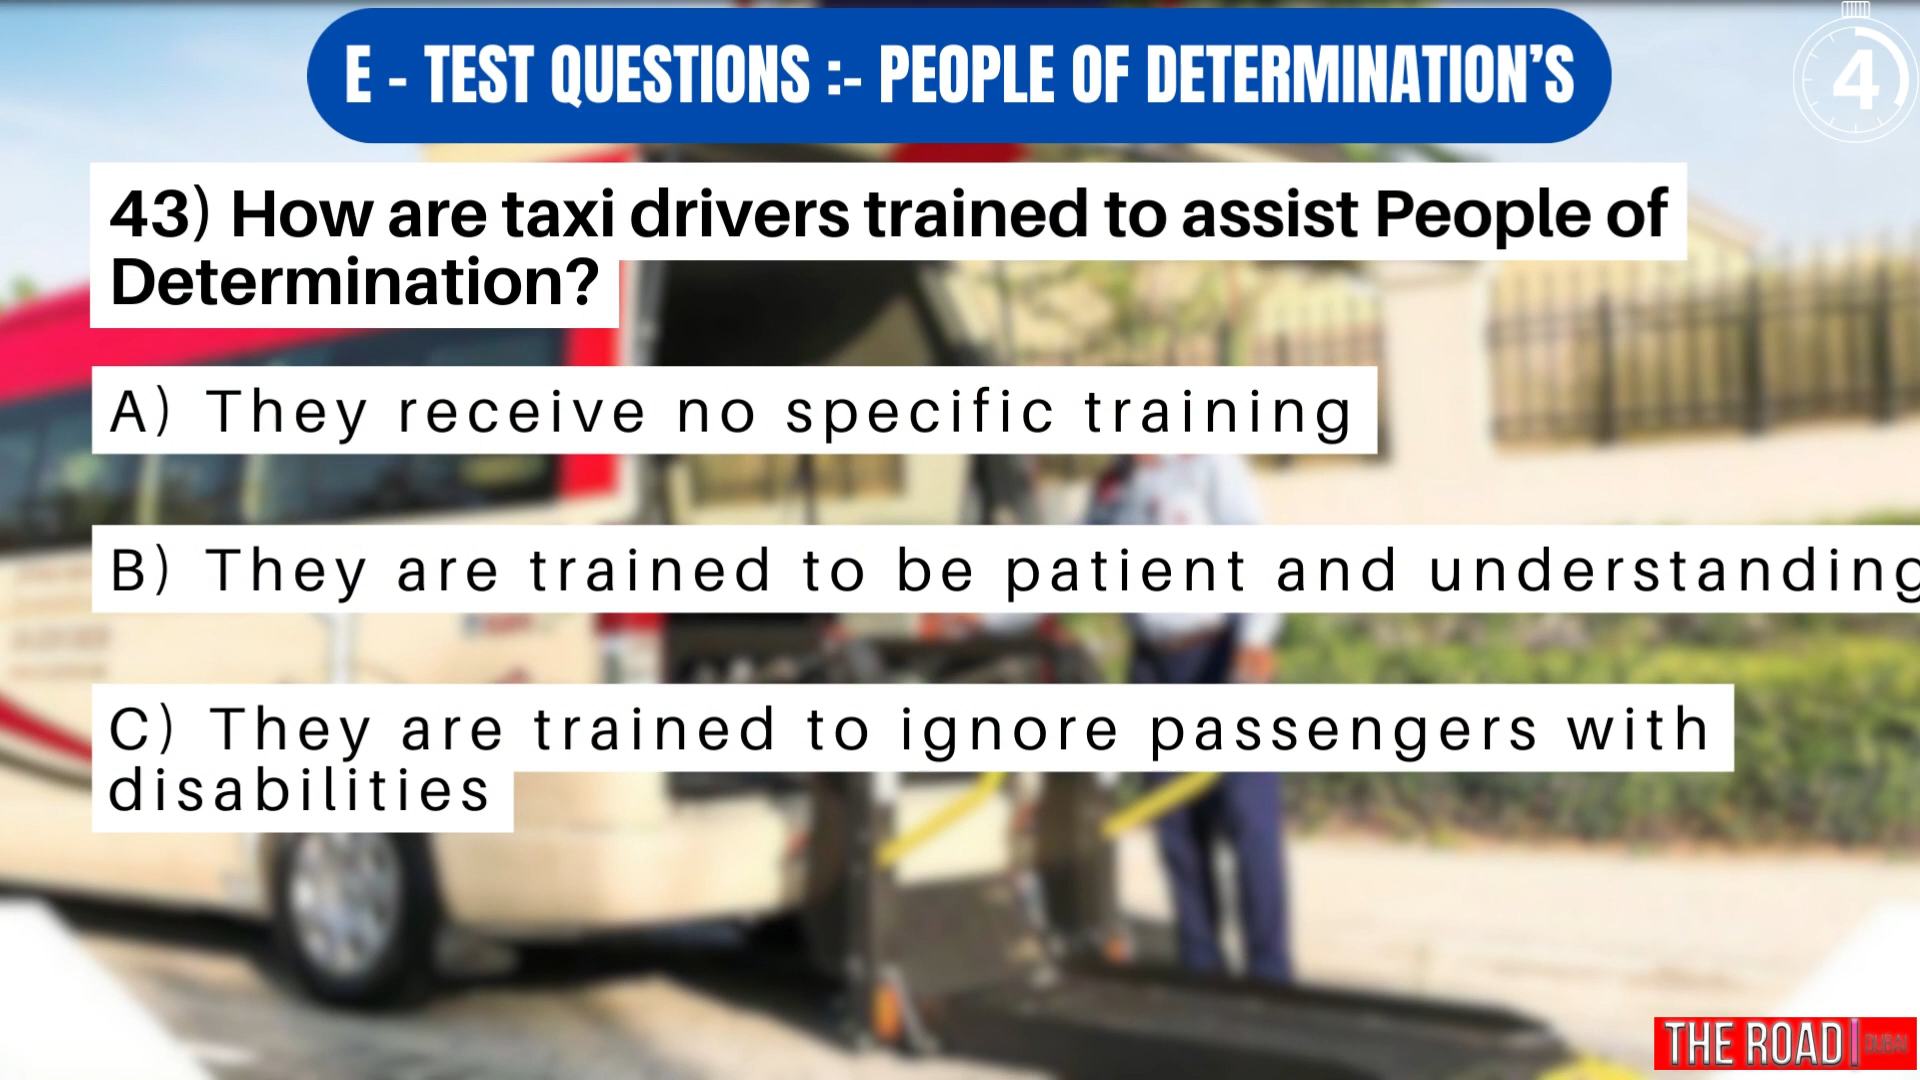 E - TEST QUESTIONS :- PEOPLE OF DETERMINATION’S
4
43) How are taxi drivers trained to assist People of
Determination?
A) They receive no specific training
B) They are trained to be patient and understanding
C) They are trained to ignore passengers with
disabilities
THE ROAD
DUBAI